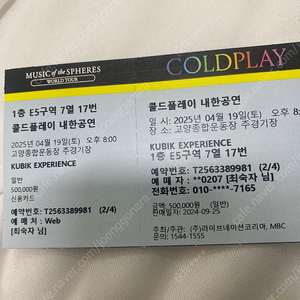 MUSIC of the SPHERES
WORLD TOUR
1층 E5구역 7열 17번
콜드플레이 내한공연
2025년 04월 19일(토) 오후 8:00
고양종합운동장 주경기장
KUBIK EXPERIENCE
일반
500,000원
신용카드
예약번호: T2563389981 (2/4)
예매처: Web
[최숙자 님]
COLDPLAY
콜드플레이 내한공연
일시: 2025년 04월 19일(토) 오후 8:00
장소: 고양종합운동장 주경기장
KUBIK EXPERIENCE
1층 E5구역 7열 17번
예약번호: T2563389981 (2/4)
예매자: **0207 [최숙자 님]
전화번호: 010-****-7165
금액: 500,000원 (일반)
판매일: 2024-09-25
주최/주관: (주)라이브네이션코리아, MBC
문의: 1544-1555